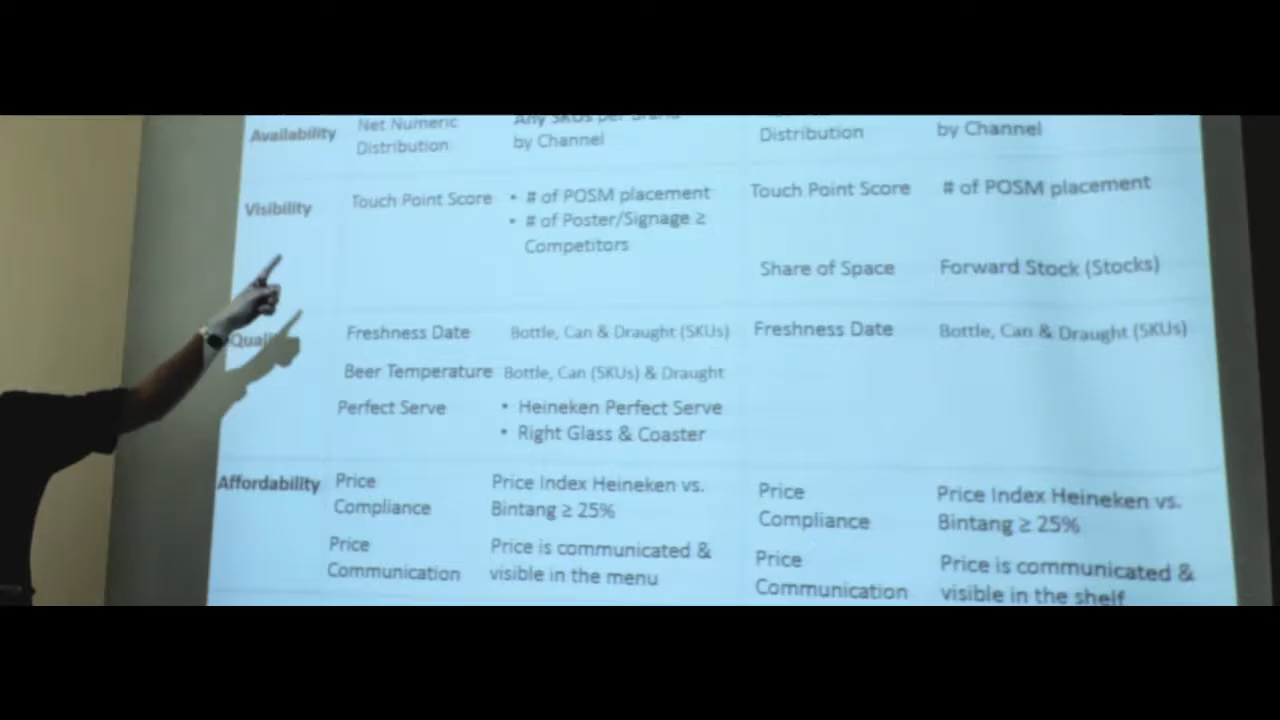 Availability
Net Numeric
Distribution
Any SKUs per Brand
by Channel
Distribution
by Channel
Visibility
Touch Point Score
• # of POSM placement
• # of Poster/Signage ≥
Competitors
Touch Point Score
# of POSM placement
Share of Space
Forward Stock (Stocks)
Freshness Date
Bottle, Can & Draught (SKUs)
Freshness Date
Bottle, Can & Draught (SKUs)
Beer Temperature
Bottle, Can (SKUs) & Draught
Perfect Serve
• Heineken Perfect Serve
• Right Glass & Coaster
Affordability
Price
Compliance
Price Index Heineken vs.
Bintang ≥ 25%
Price
Compliance
Price Index Heineken vs.
Bintang ≥ 25%
Price
Communication
Price is communicated &
visible in the menu
Price
Communication
Price is communicated &
visible in the shelf